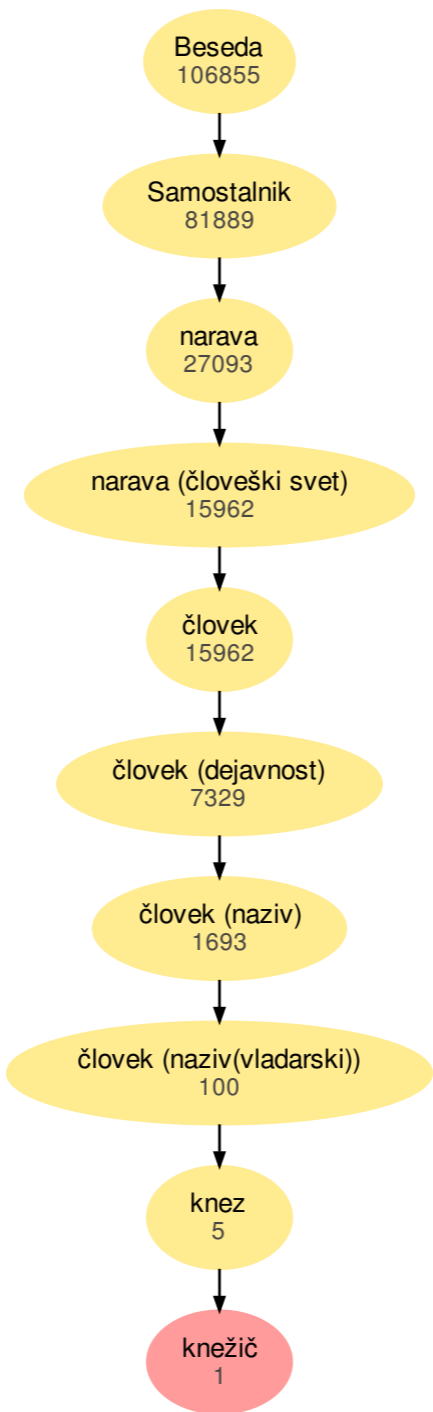 Beseda
106855
Samostalnik
81889
narava
27093
narava (človeški svet)
15962
človek
15962
človek (dejavnost)
7329
človek (naziv)
1693
človek (naziv(vladarski))
100
knez
5
knežič
1